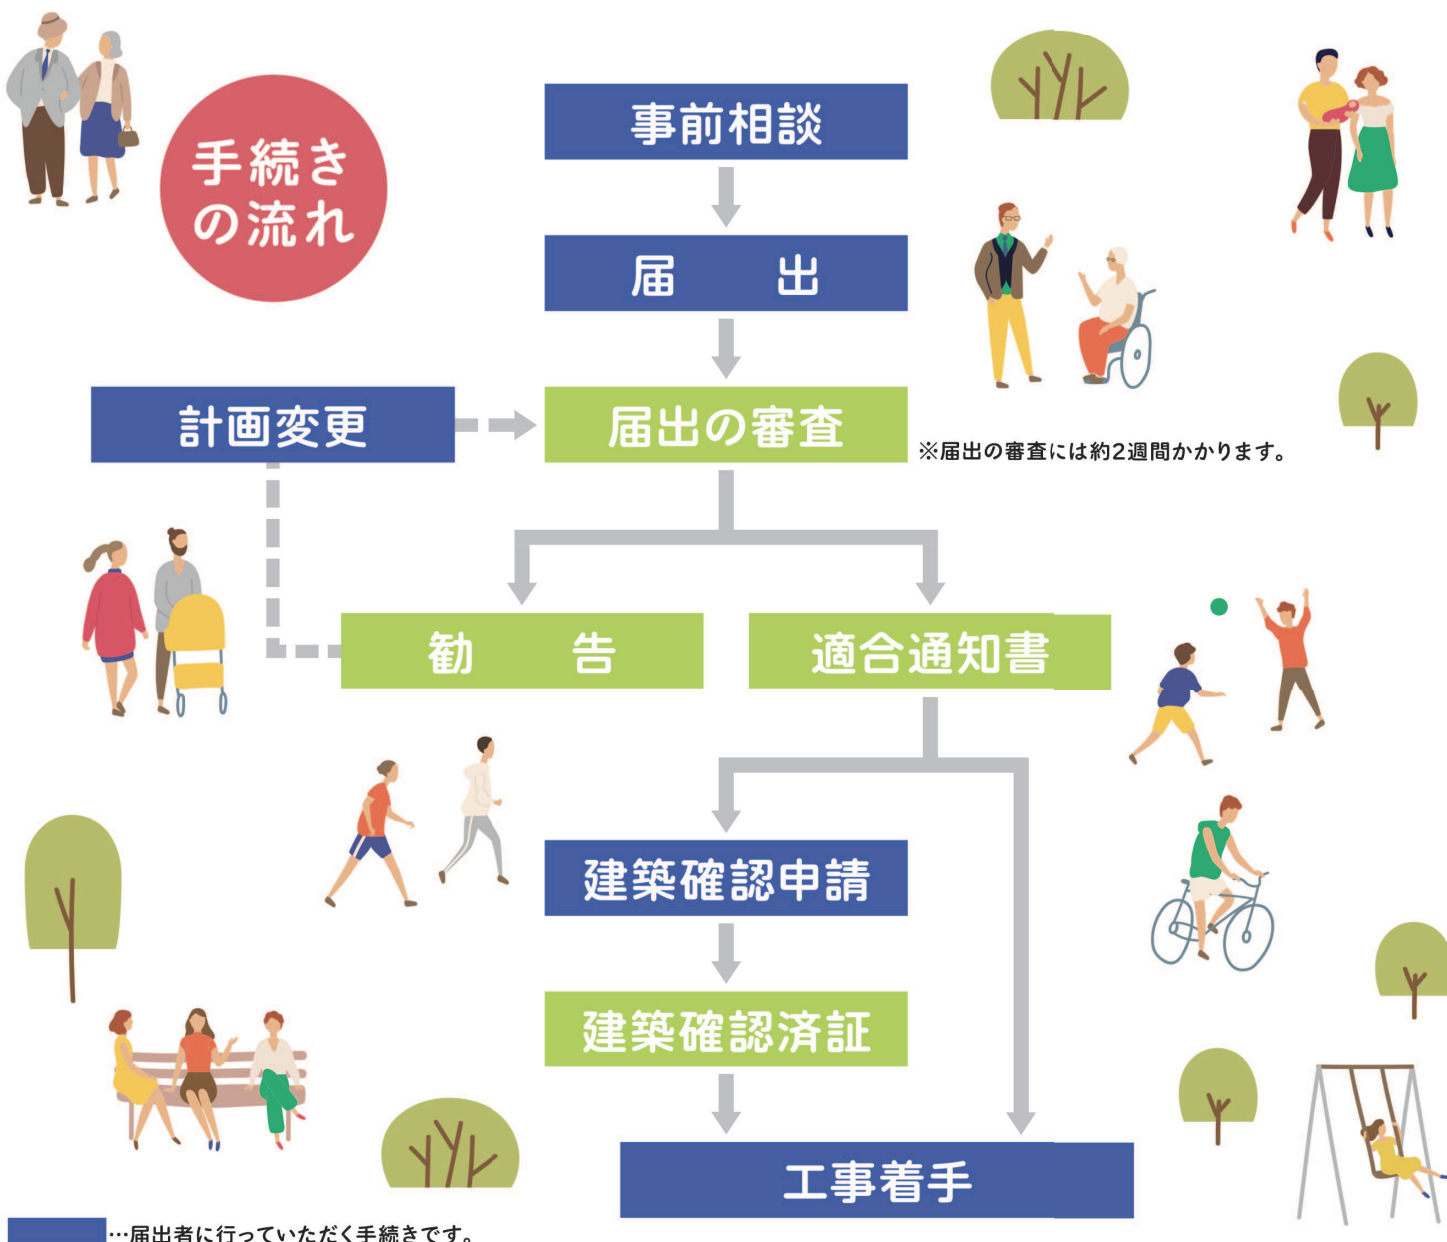 手続き
の流れ
事前相談
届　出
計画変更
届出の審査
※届出の審査には約2週間かかります。
勧　告
適合通知書
建築確認申請
建築確認済証
工事着手
…届出者に行っていただく手続きです。